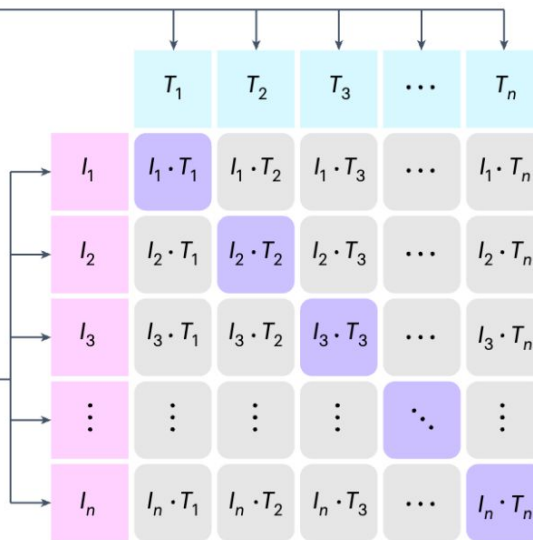 T₁ T₂ T₃ ⋯ Tₙ
I₁ I₁·T₁ I₁·T₂ I₁·T₃ ⋯ I₁·Tₙ
I₂ I₂·T₁ I₂·T₂ I₂·T₃ ⋯ I₂·Tₙ
I₃ I₃·T₁ I₃·T₂ I₃·T₃ ⋯ I₃·Tₙ
⋮ ⋮ ⋮ ⋮ ⋱ ⋮
Iₙ Iₙ·T₁ Iₙ·T₂ Iₙ·T₃ ⋯ Iₙ·Tₙ